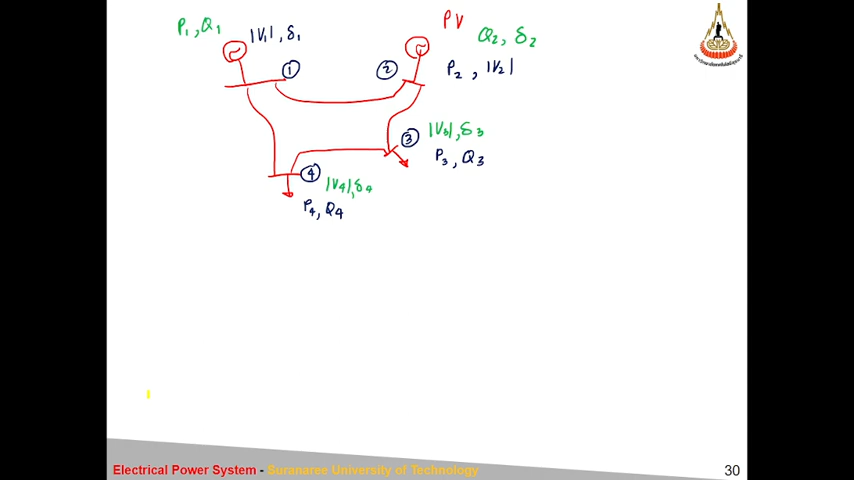 P₁, Q₁
|V₁|, δ₁
PV
Q₂, δ₂
①
②
P₂, |V₂|
③
|V₃|, δ₃
P₃, Q₃
④
|V₄|, δ₄
P₄, Q₄
Electrical Power System - Suranaree University of Technology
30